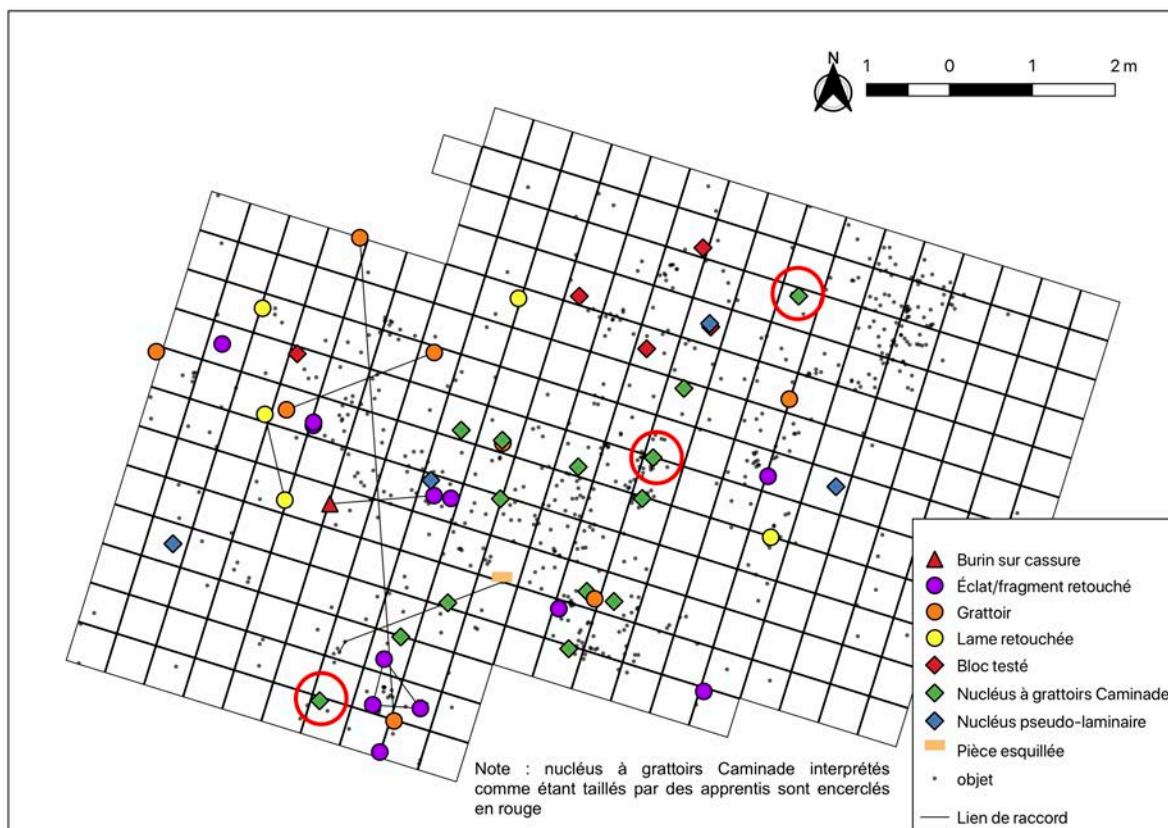 N
1 0 1 2 m
Burin sur cassure
Éclat/fragment retouché
Grattoir
Lame retouchée
Bloc testé
Nucléus à grattoirs Caminade
Nucléus pseudo-laminaire
Pièce esquillée
objet
Lien de raccord
Note : nucléus à grattoirs Caminade interprétés
comme étant taillés par des apprentis sont encerclés
en rouge